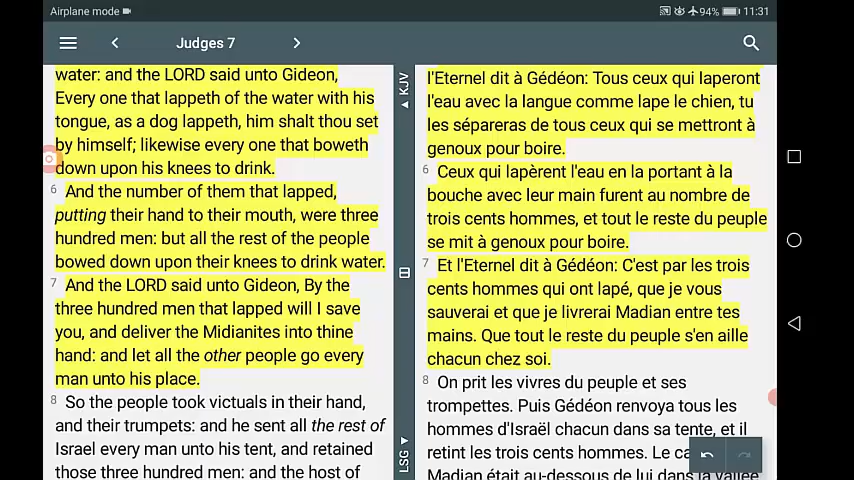 Airplane mode
94%
11:31
Judges 7
water: and the LORD said unto Gideon,
Every one that lappeth of the water with his
tongue, as a dog lappeth, him shalt thou set
by himself; likewise every one that boweth
down upon his knees to drink.
6 And the number of them that lapped,
putting their hand to their mouth, were three
hundred men: but all the rest of the people
bowed down upon their knees to drink water.
7 And the LORD said unto Gideon, By the
three hundred men that lapped will I save
you, and deliver the Midianites into thine
hand: and let all the other people go every
man unto his place.
8 So the people took victuals in their hand,
and their trumpets: and he sent all the rest of
Israel every man unto his tent, and retained
those three hundred men: and the host of
KJV
LSG
l'Eternel dit à Gédéon: Tous ceux qui laperont
l'eau avec la langue comme lape le chien, tu
les sépareras de tous ceux qui se mettront à
genoux pour boire.
6 Ceux qui lapèrent l'eau en la portant à la
bouche avec leur main furent au nombre de
trois cents hommes, et tout le reste du peuple
se mit à genoux pour boire.
7 Et l'Eternel dit à Gédéon: C'est par les trois
cents hommes qui ont lapé, que je vous
sauverai et que je livrerai Madian entre tes
mains. Que tout le reste du peuple s'en aille
chacun chez soi.
8 On prit les vivres du peuple et ses
trompettes. Puis Gédéon renvoya tous les
hommes d'Israël chacun dans sa tente, et il
retint les trois cents hommes. Le
Madian était au-dessous de lui dans la vallée